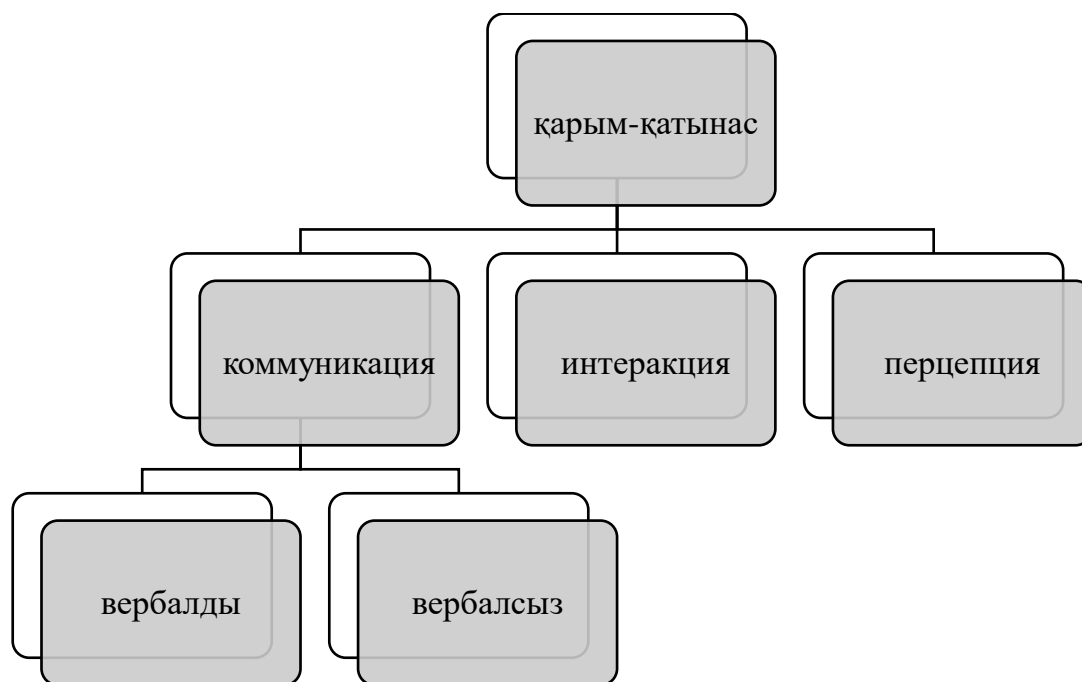 қарым-қатынас
коммуникация
интеракция
перцепция
вербалды
вербалсыз